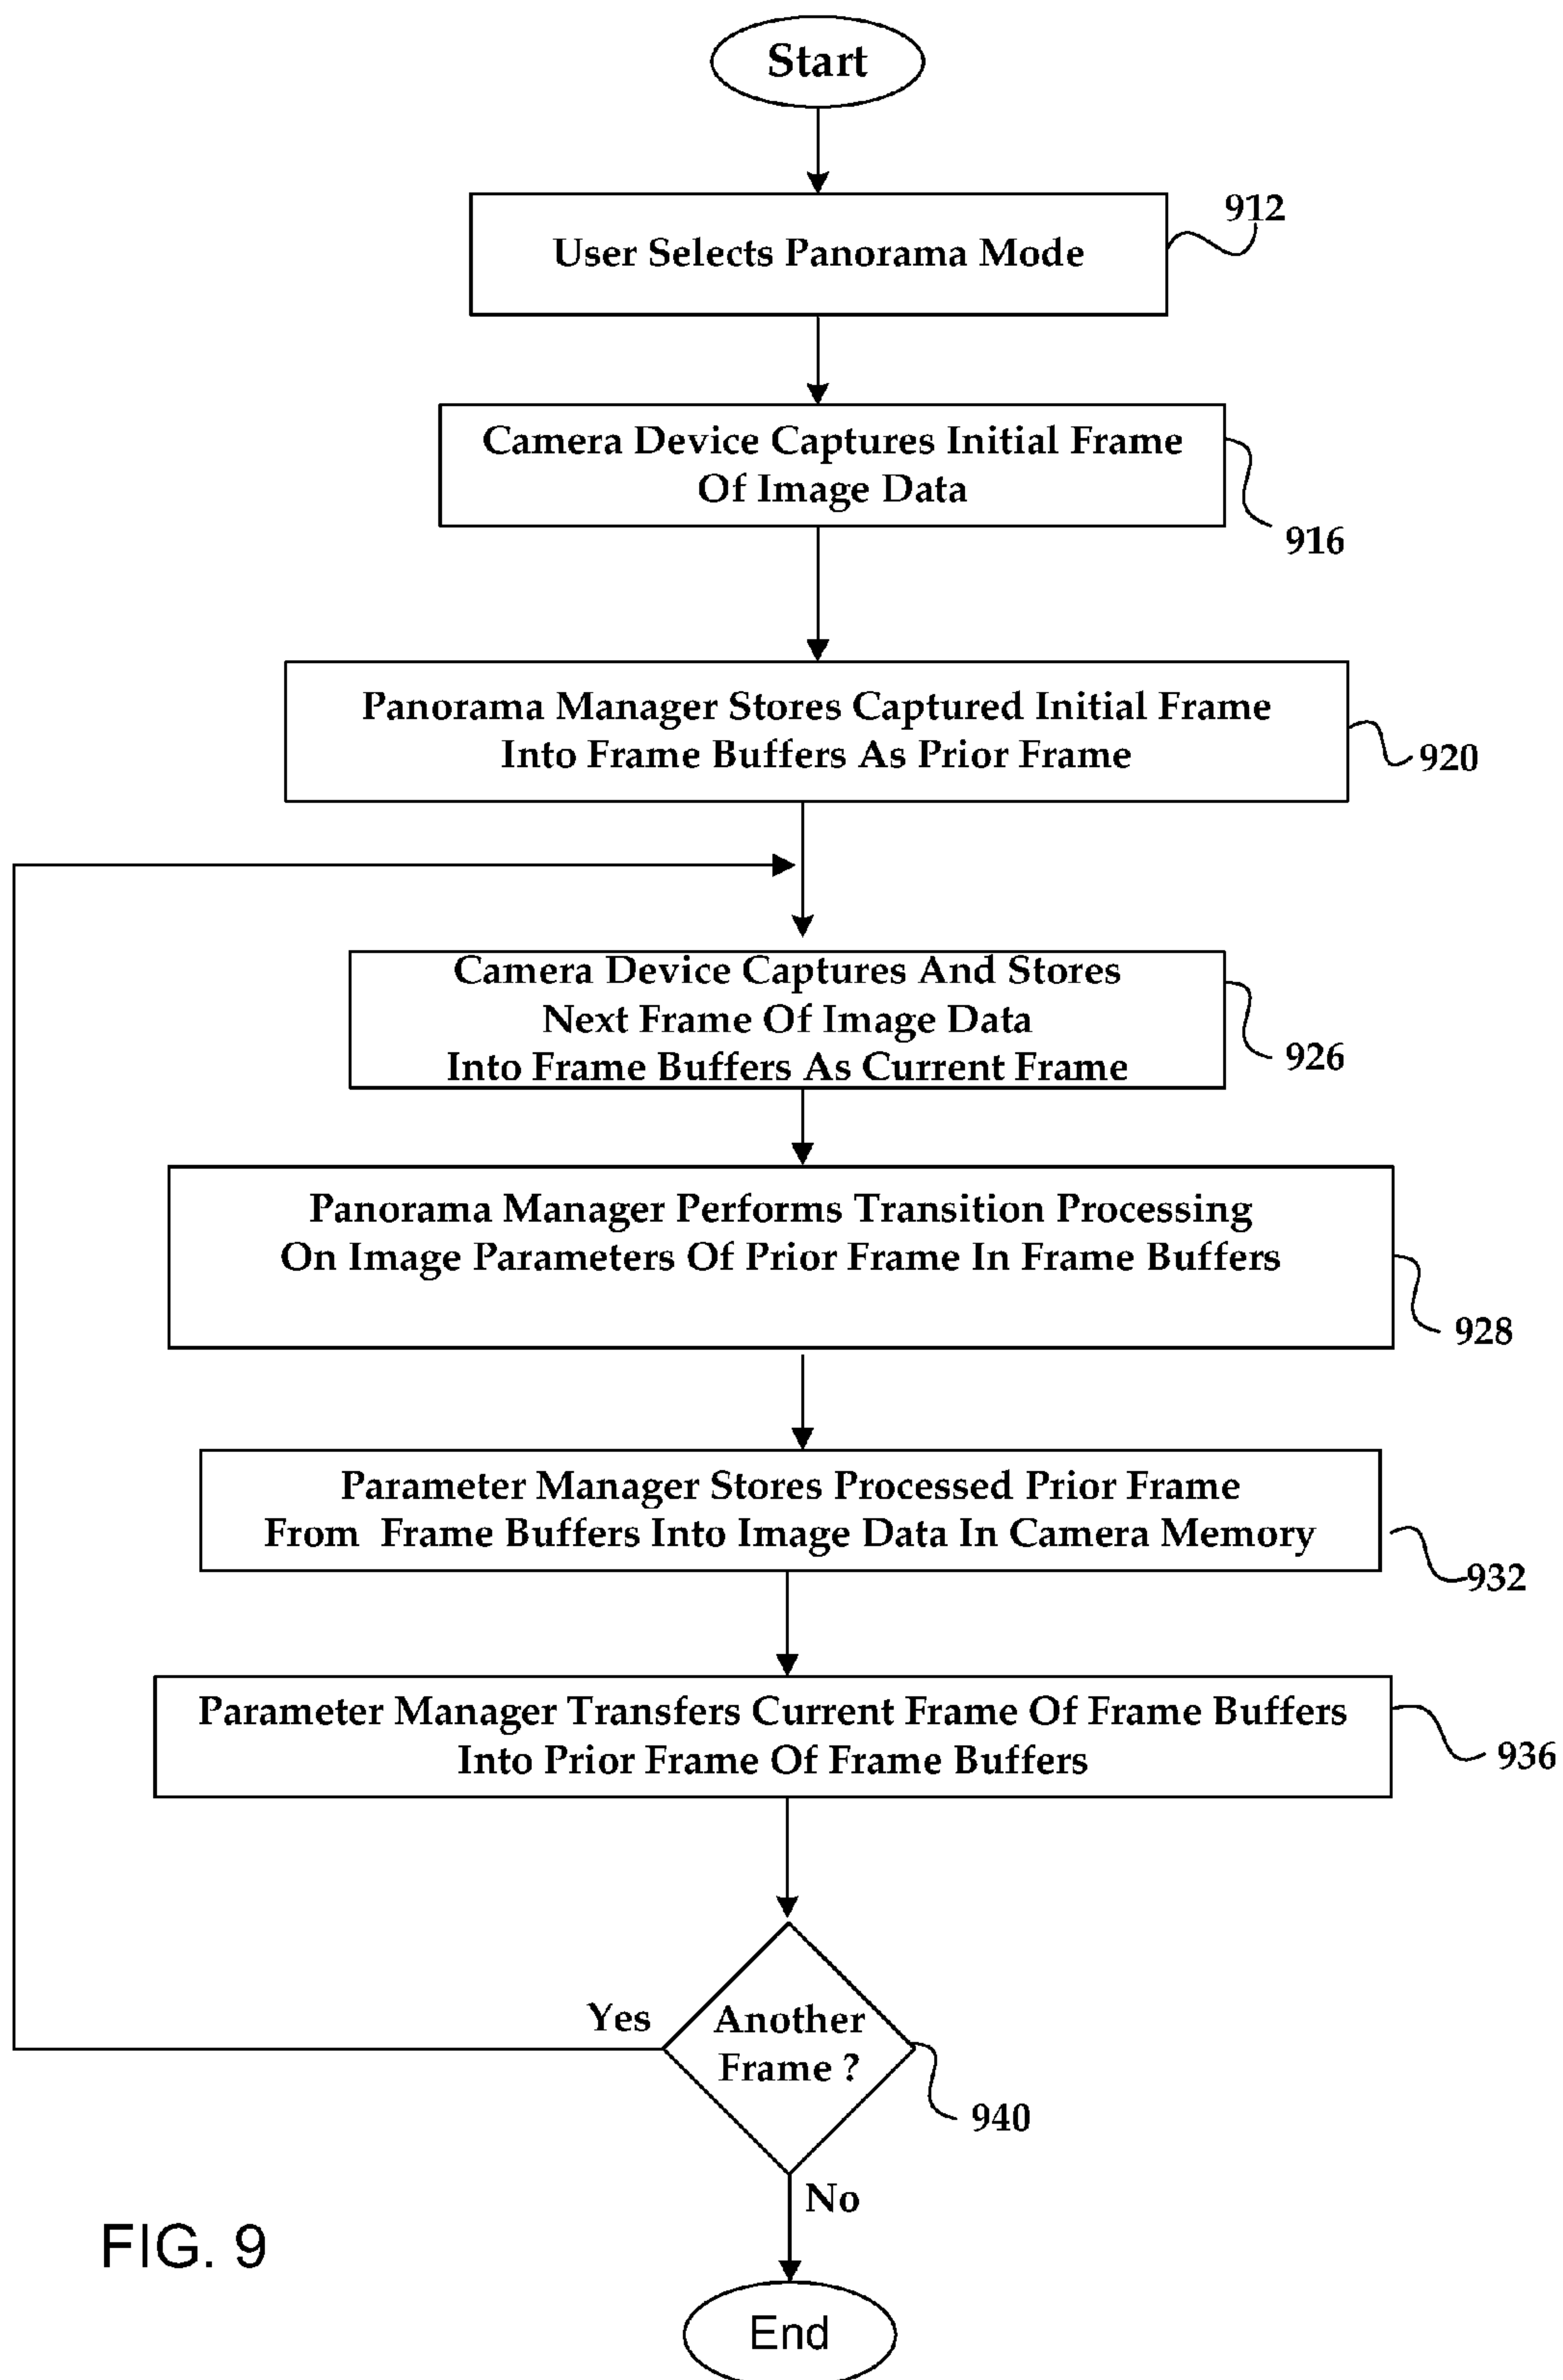 Start
User Selects Panorama Mode
912
Camera Device Captures Initial Frame
Of Image Data
916
Panorama Manager Stores Captured Initial Frame
Into Frame Buffers As Prior Frame
920
Camera Device Captures And Stores
Next Frame Of Image Data
Into Frame Buffers As Current Frame
926
Panorama Manager Performs Transition Processing
On Image Parameters Of Prior Frame In Frame Buffers
928
Parameter Manager Stores Processed Prior Frame
From Frame Buffers Into Image Data In Camera Memory
932
Parameter Manager Transfers Current Frame Of Frame Buffers
Into Prior Frame Of Frame Buffers
936
Yes
Another
Frame ?
940
No
FIG. 9
End